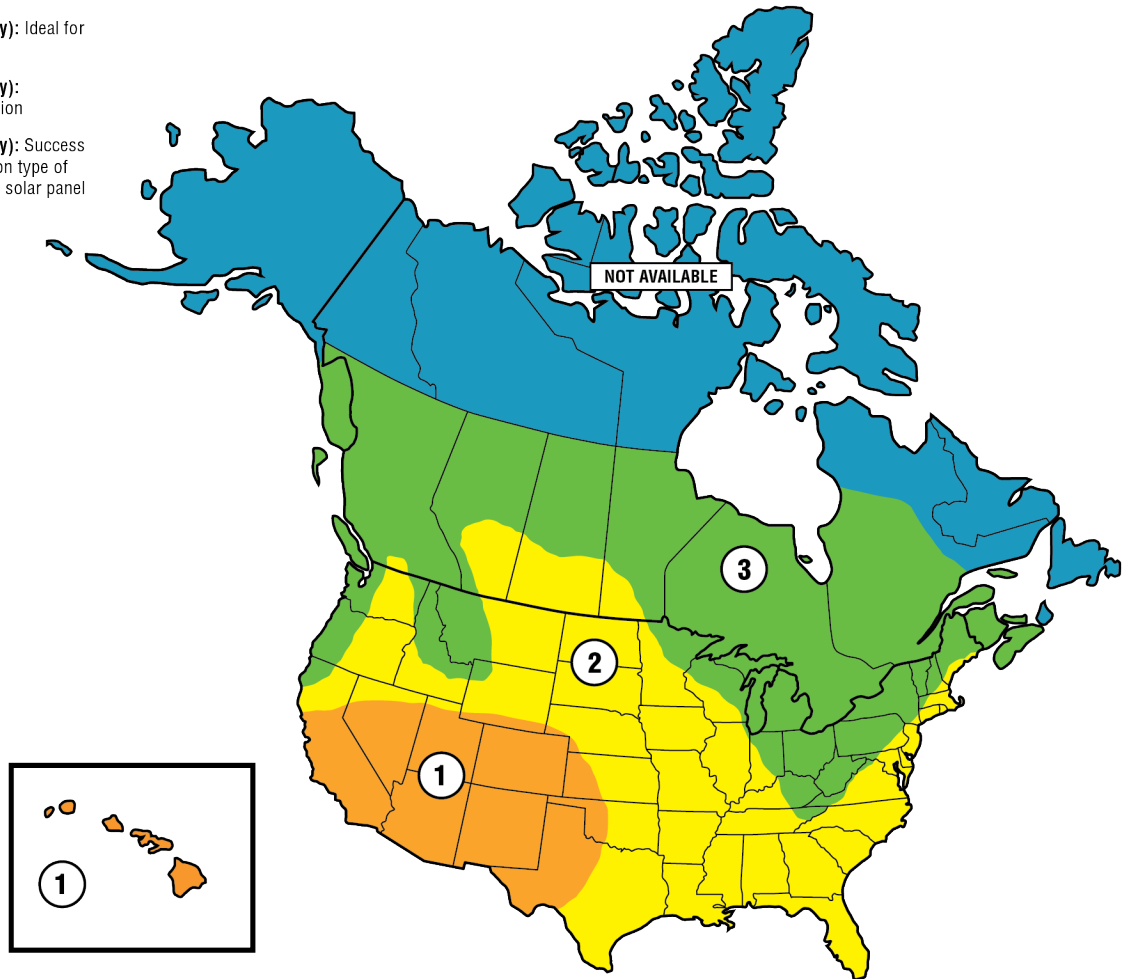 y): Ideal for
y):
ion
y): Success
on type of
solar panel
NOT AVAILABLE
3
2
1
1